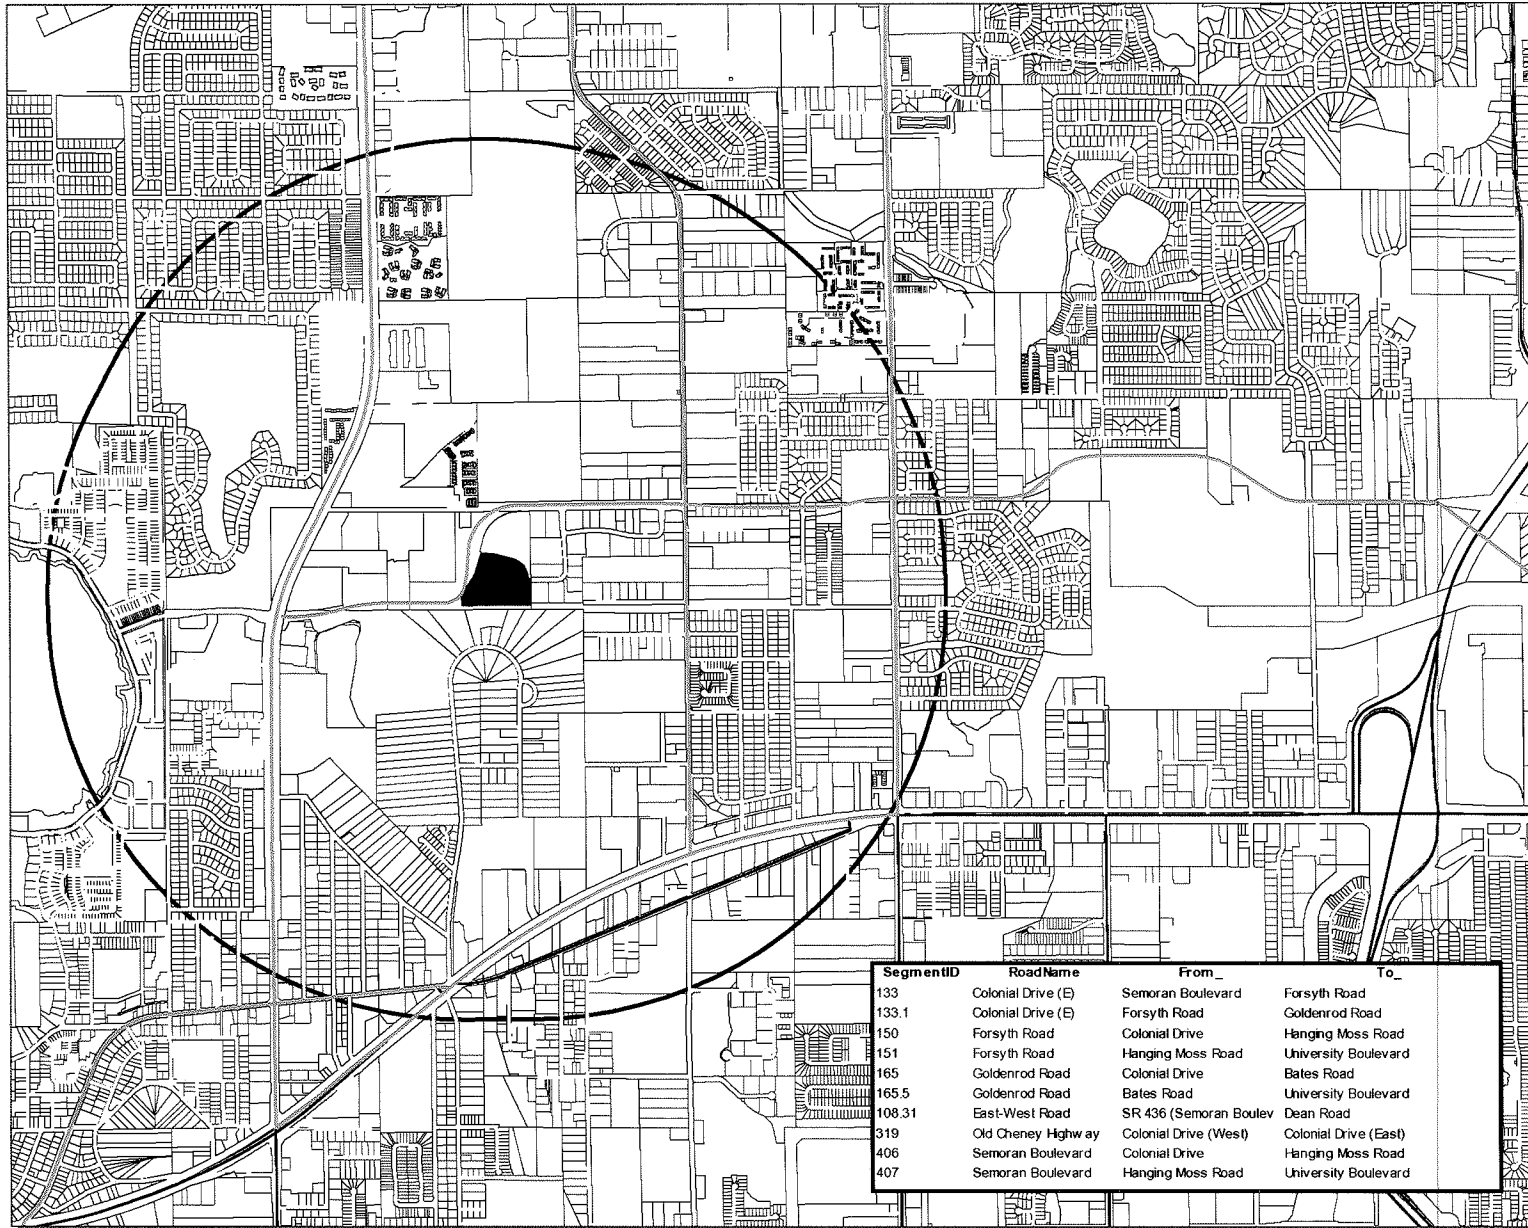 SegmentID RoadName From_ To_
133 Colonial Drive (E) Semoran Boulevard Forsyth Road
133.1 Colonial Drive (E) Forsyth Road Goldenrod Road
150 Forsyth Road Colonial Drive Hanging Moss Road
151 Forsyth Road Hanging Moss Road University Boulevard
165 Goldenrod Road Colonial Drive Bates Road
165.5 Goldenrod Road Bates Road University Boulevard
108.31 East-West Road SR 436 (Semoran Boulev Dean Road
319 Old Cheney Highway Colonial Drive (West) Colonial Drive (East)
406 Semoran Boulevard Colonial Drive Hanging Moss Road
407 Semoran Boulevard Hanging Moss Road University Boulevard